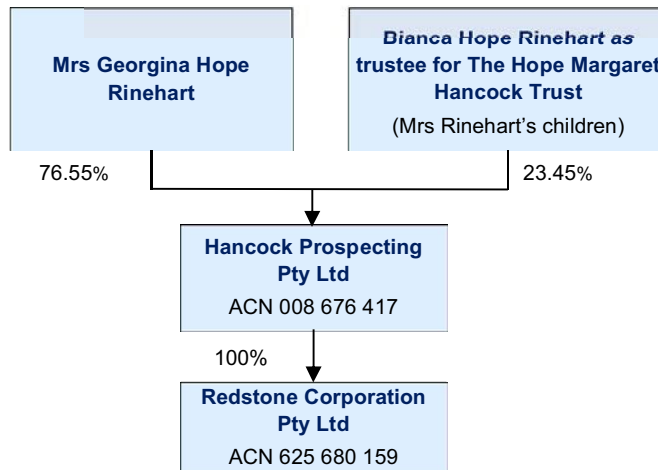 Mrs Georgina Hope
Rinehart
Bianca Hope Rinehart as
trustee for The Hope Margaret
Hancock Trust
(Mrs Rinehart's children)
76.55%
23.45%
Hancock Prospecting
Pty Ltd
ACN 008 676 417
100%
Redstone Corporation
Pty Ltd
ACN 625 680 159